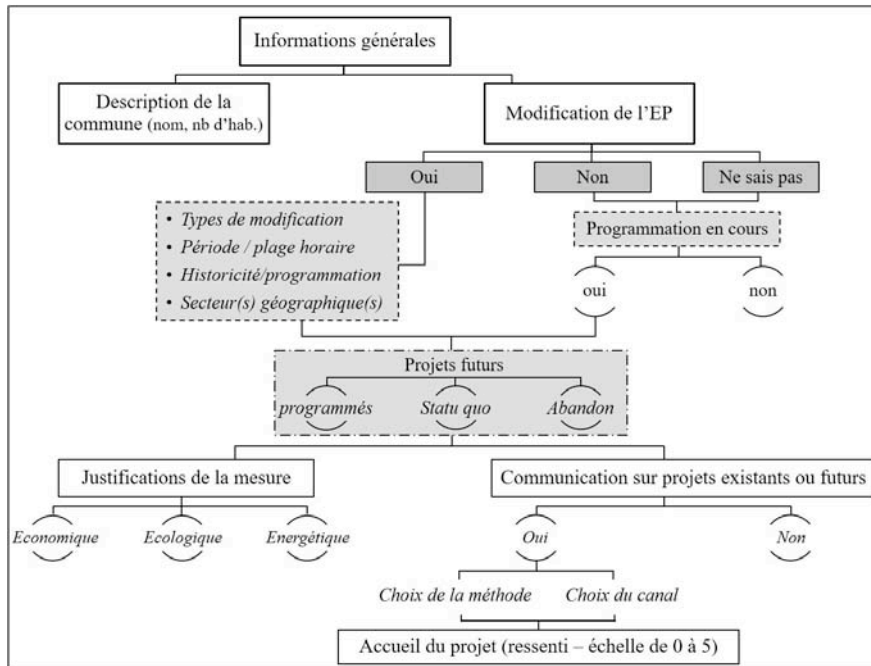 Informations générales
Description de la
commune (nom, nb d'hab.)
Modification de l'EP
Oui
Non
Ne sais pas
• Types de modification
• Période / plage horaire
• Historicité/programmation
• Secteur(s) géographique(s)
Programmation en cours
oui
non
Projets futurs
programmés
Statu quo
Abandon
Justifications de la mesure
Communication sur projets existants ou futurs
Economique
Ecologique
Energétique
Oui
Non
Choix de la méthode
Choix du canal
Accueil du projet (ressenti – échelle de 0 à 5)